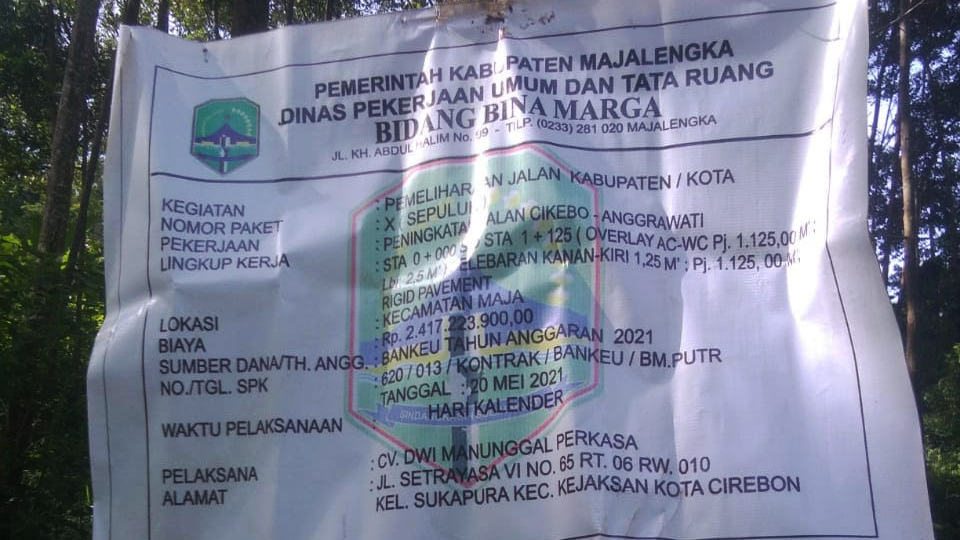 PEMERINTAH KABUPATEN MAJALENGKA
DINAS PEKERJAAN UMUM DAN TATA RUANG
BIDANG BINA MARGA
JL. KH. ABDUL HALIM No. 99 - TILP. (0233) 281 020 MAJALENGKA
KEGIATAN : PEMELIHARAAN JALAN KABUPATEN / KOTA
NOMOR PAKET : X ( SEPULUH )
PEKERJAAN : PENINGKATAN JALAN CIKEBO - ANGGRAWATI
LINGKUP KERJA : STA 0 + 000 STA 1 + 125 ( OVERLAY AC-WC Pj. 1.125,00 M' ;
Lb. 2,5 M' ) PELEBARAN KANAN-KIRI 1,25 M' ; Pj. 1.125, 00 M,
RIGID PAVEMENT
LOKASI : KECAMATAN MAJA
BIAYA : Rp. 2.417.223.900,00
SUMBER DANA/TH. ANGG. : BANKEU TAHUN ANGGARAN 2021
NO./TGL. SPK : 620 / 013 / KONTRAK / BANKEU / BM.PUTR
TANGGAL : 20 MEI 2021
WAKTU PELAKSANAAN : HARI KALENDER
PELAKSANA : CV. DWI MANUNGGAL PERKASA
ALAMAT : JL. SETRAYASA VI NO. 65 RT. 06 RW. 010
KEL. SUKAPURA KEC. KEJAKSAN KOTA CIREBON